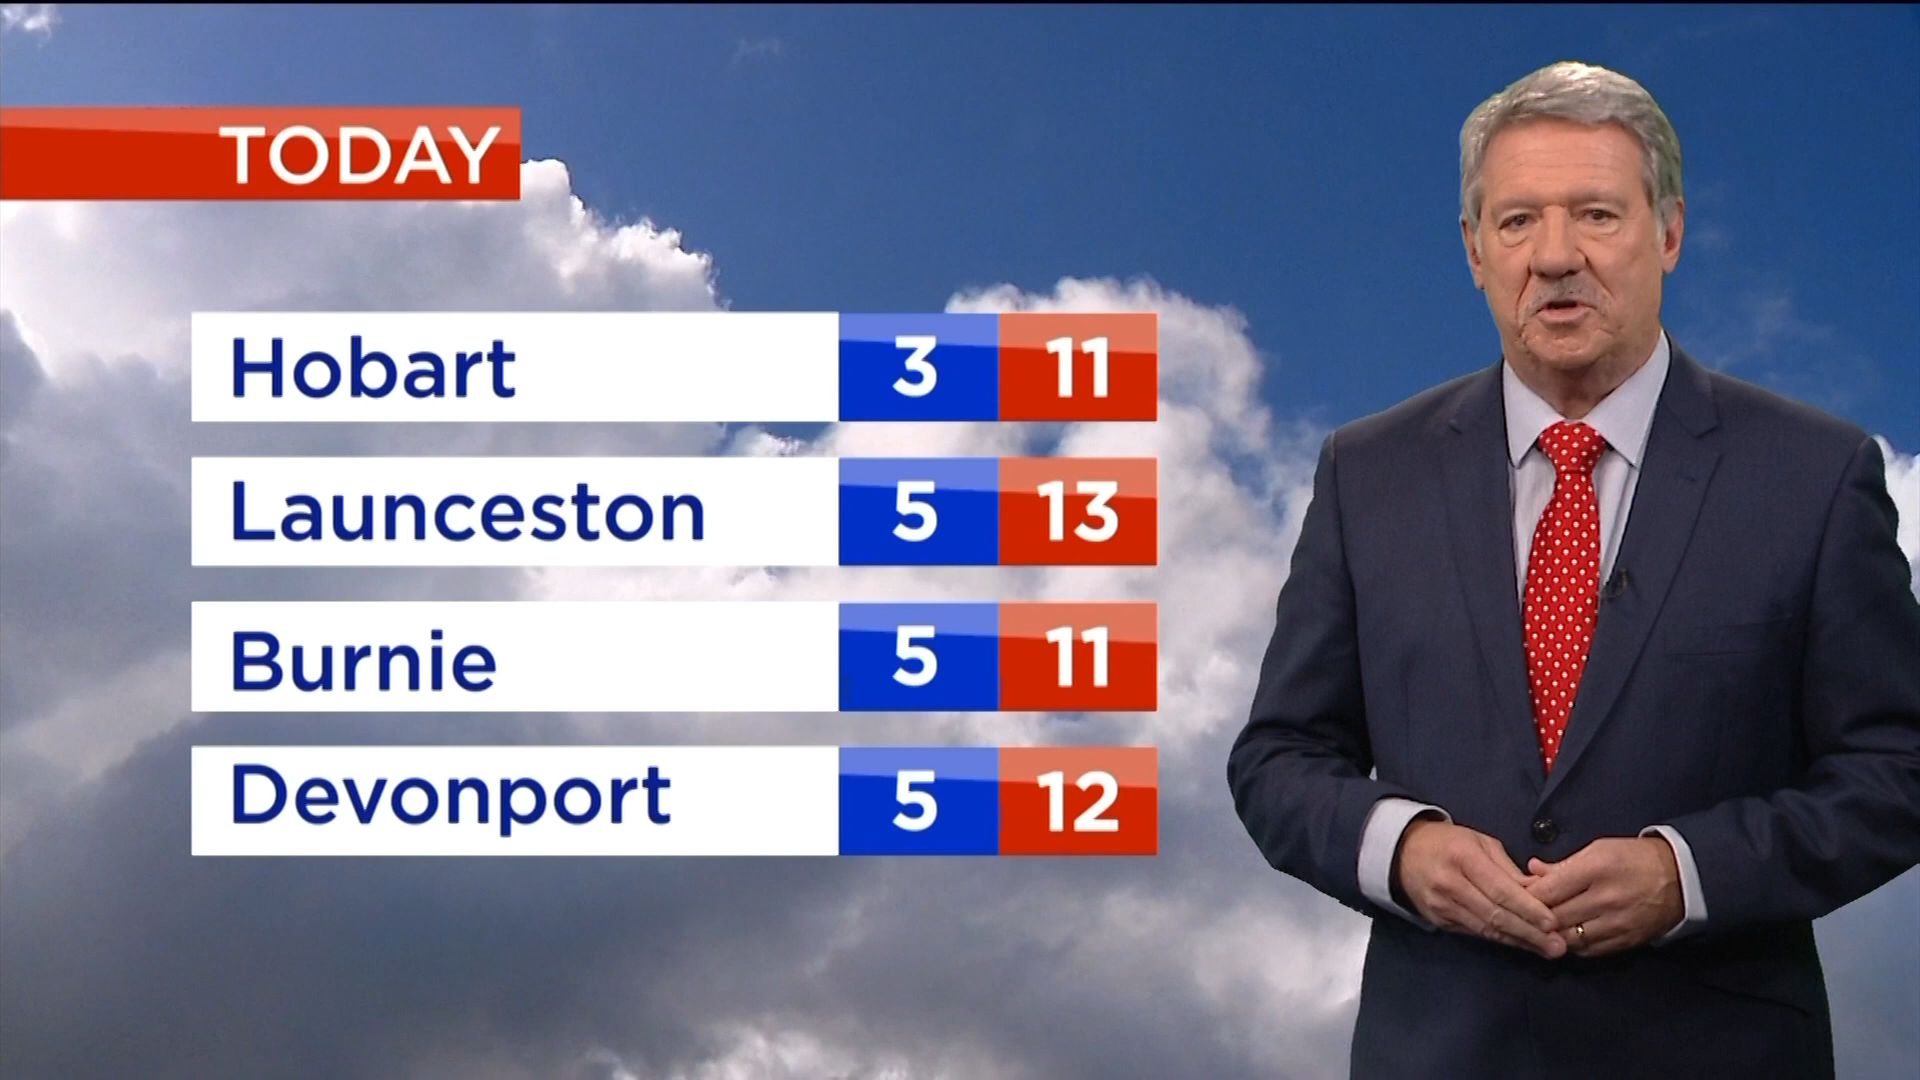 TODAY
Hobart 3 11
Launceston 5 13
Burnie 5 11
Devonport 5 12